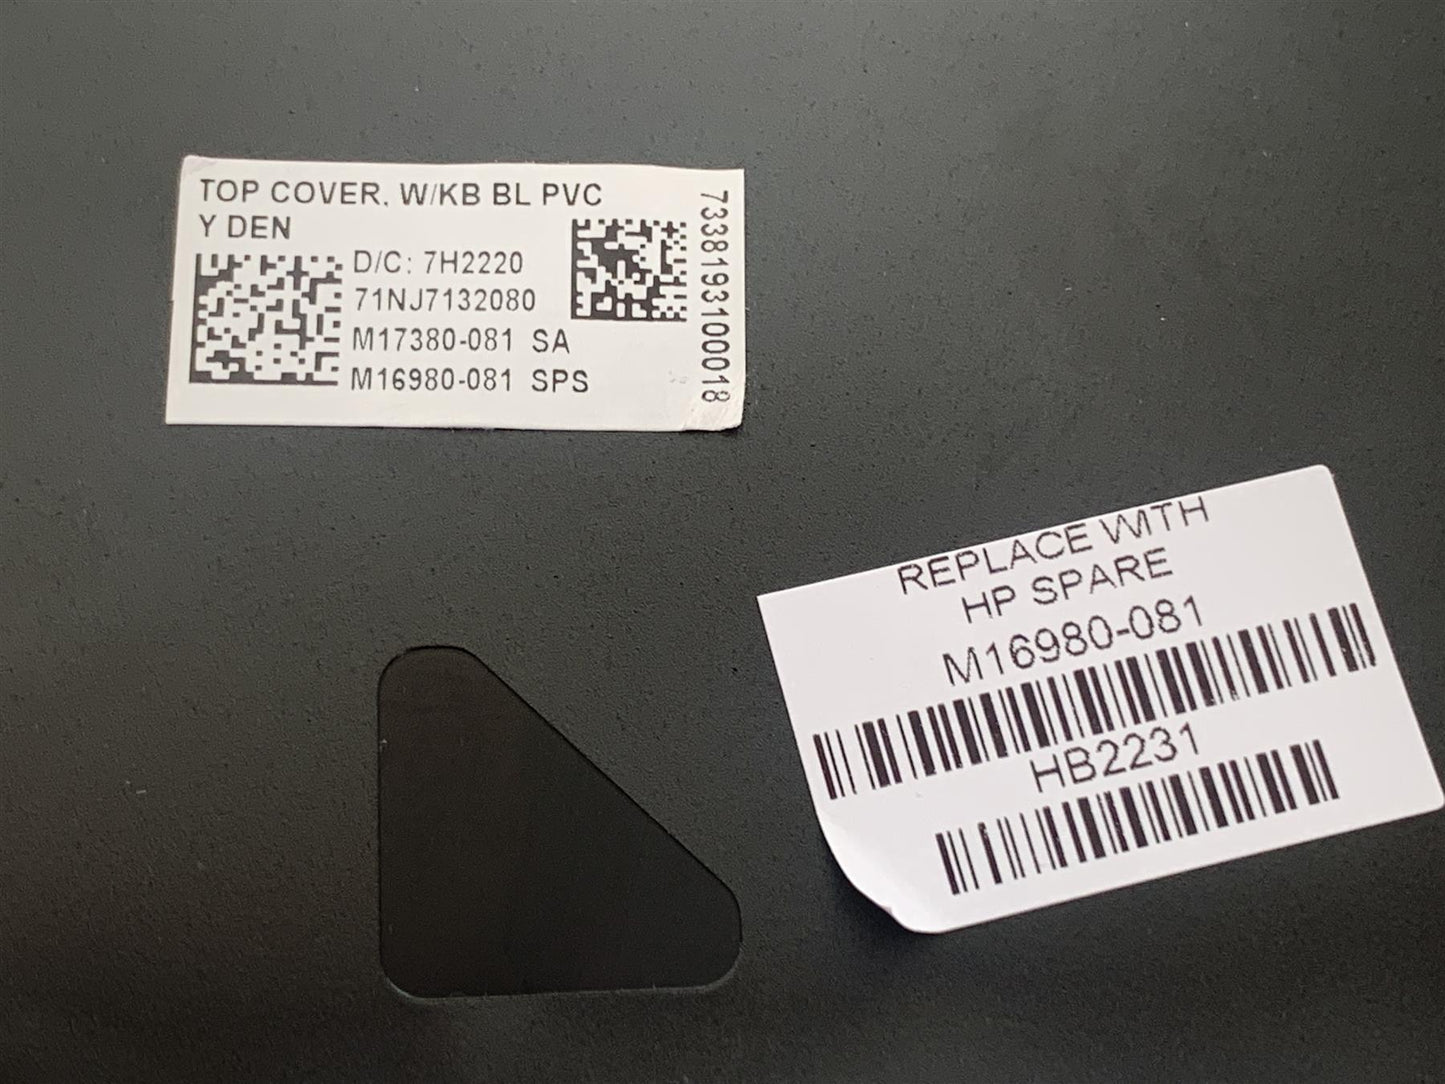 TOP COVER, W/KB BL PVC
Y DEN
D/C: 7H2220
71NJ7132080
M17380-081 SA
M16980-081 SPS
7338193100018
REPLACE WITH
HP SPARE
M16980-081
HB2231